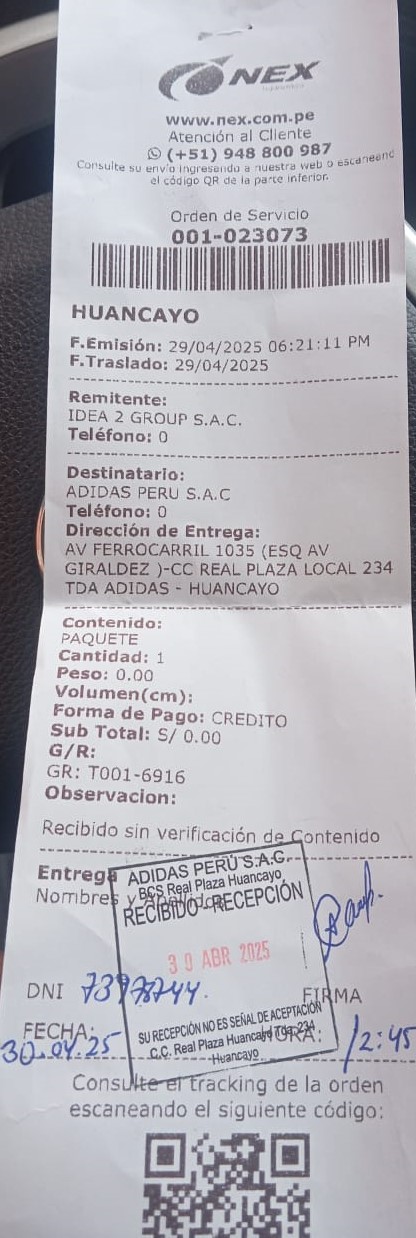 NEX
www.nex.com.pe
Atención al Cliente
(+51) 948 800 987
Consulte su envío ingresando a nuestra web o escaneend
el código QR de la parte inferior.
Orden de Servicio
001-023073
HUANCAYO
F.Emisión: 29/04/2025 06:21:11 PM
F.Traslado: 29/04/2025
Remitente:
IDEA 2 GROUP S.A.C.
Teléfono: 0
Destinatario:
ADIDAS PERU S.A.C
Teléfono: 0
Dirección de Entrega:
AV FERROCARRIL 1035 (ESQ AV
GIRALDEZ )-CC REAL PLAZA LOCAL 234
TDA ADIDAS - HUANCAYO
Contenido:
PAQUETE
Cantidad: 1
Peso: 0.00
Volumen(cm):
Forma de Pago: CREDITO
Sub Total: S/ 0.00
G/R:
GR: T001-6916
Observacion:
Recibido sin verificación de Contenido
Entrega
Nombres y
ADIDAS PERÚ S.A.C.
BCS Real Plaza Huancayo
RECIBIDO - RECEPCIÓN
30 ABR 2025
DNI
FIRMA
SU RECEPCIÓN NO ES SEÑAL DE ACEPTACIÓN
C.C. Real Plaza Huancayo Tda. 234
Huancayo
FECHA: 30.04.25
HORA: 12:45
Consulte el tracking de la orden
escaneando el siguiente código: